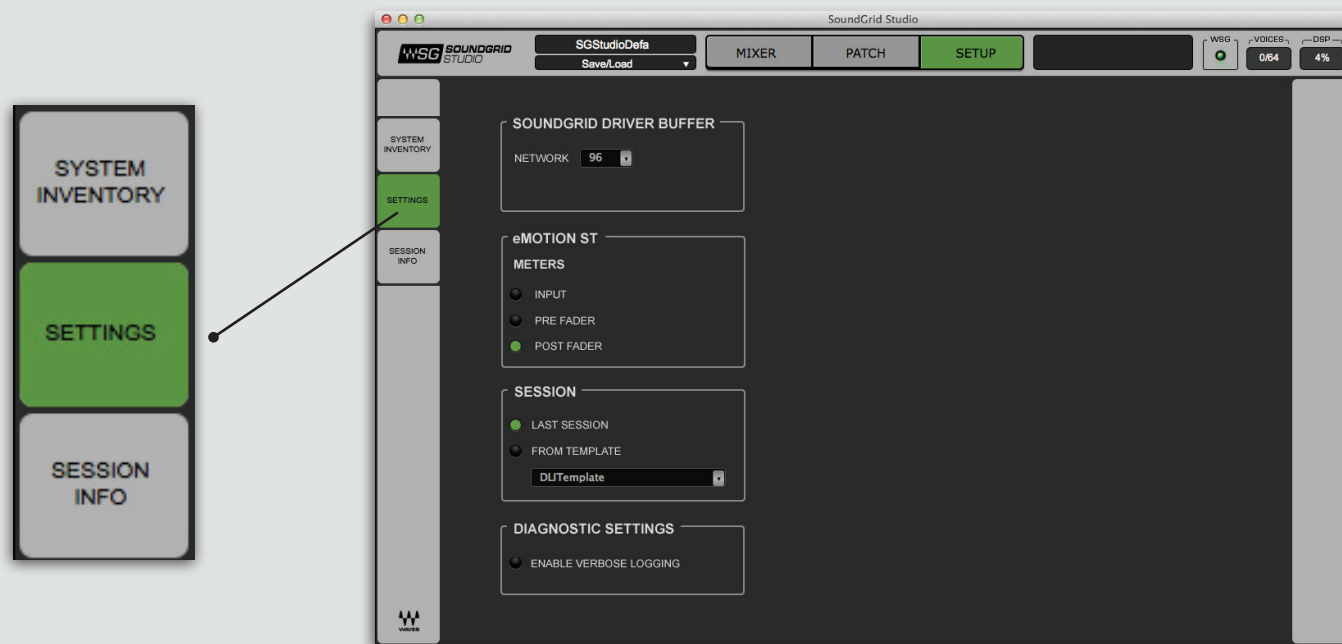 SYSTEM
INVENTORY
SETTINGS
SESSION
INFO
SoundGrid Studio
WSG SOUNDGRID
STUDIO
SGStudioDefa
Save/Load
MIXER
PATCH
SETUP
WSG
VOICES
0/64
DSP
4%
SYSTEM
INVENTORY
SETTINGS
SESSION
INFO
SOUNDGRID DRIVER BUFFER
NETWORK 96
eMOTION ST
METERS
INPUT
PRE FADER
POST FADER
SESSION
LAST SESSION
FROM TEMPLATE
DLITemplate
DIAGNOSTIC SETTINGS
ENABLE VERBOSE LOGGING
WAVES